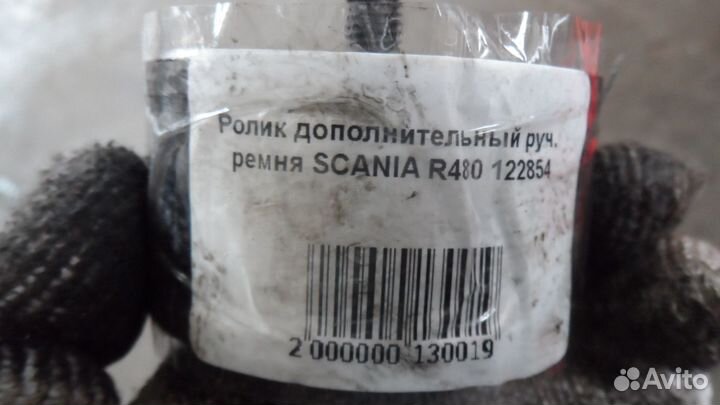 Ролик дополнительный руч.
ремня SCANIA R480 122854
2 000000 130019
Avito